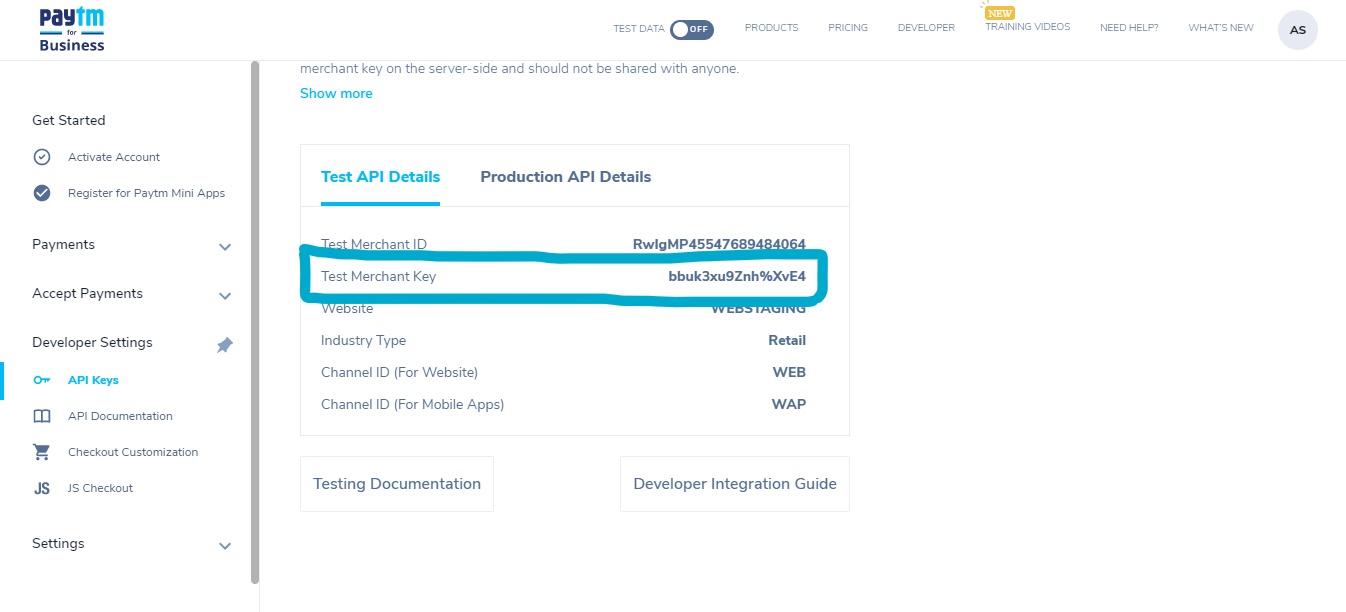 paytm
for
Business
TEST DATA OFF PRODUCTS PRICING DEVELOPER NEW TRAINING VIDEOS NEED HELP? WHAT'S NEW AS
merchant key on the server-side and should not be shared with anyone.
Show more
Get Started
Activate Account
Register for Paytm Mini Apps
Payments
Accept Payments
Developer Settings
API Keys
API Documentation
Checkout Customization
JS JS Checkout
Settings
Test API Details Production API Details
Test Merchant ID RwIgMP45547689484064
Test Merchant Key bbuk3xu9Znh%XvE4
Website WEBSTAGING
Industry Type Retail
Channel ID (For Website) WEB
Channel ID (For Mobile Apps) WAP
Testing Documentation Developer Integration Guide